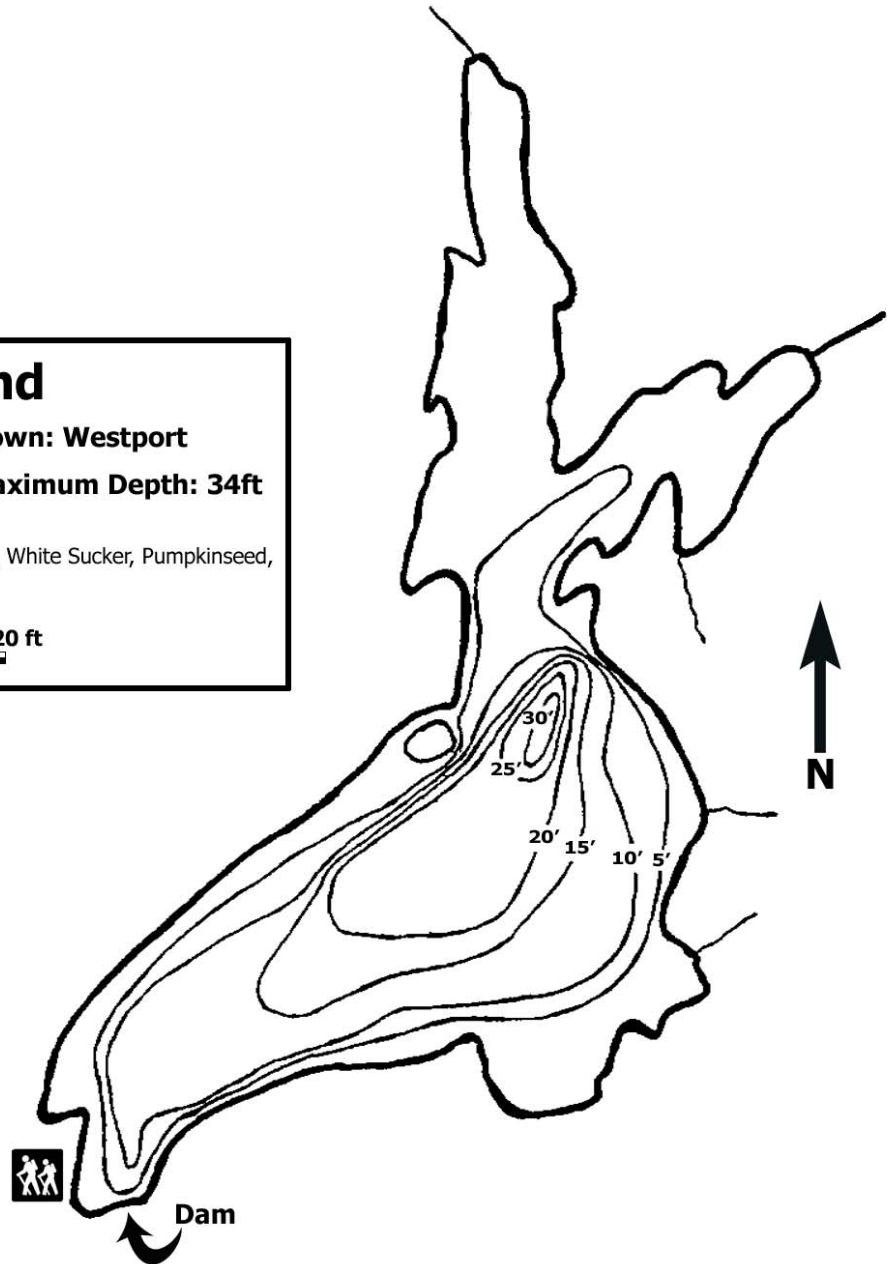 nd
own: Westport
aximum Depth: 34ft
White Sucker, Pumpkinseed,
20 ft
N
30′
25′
20′
15′
10′
5′
Dam